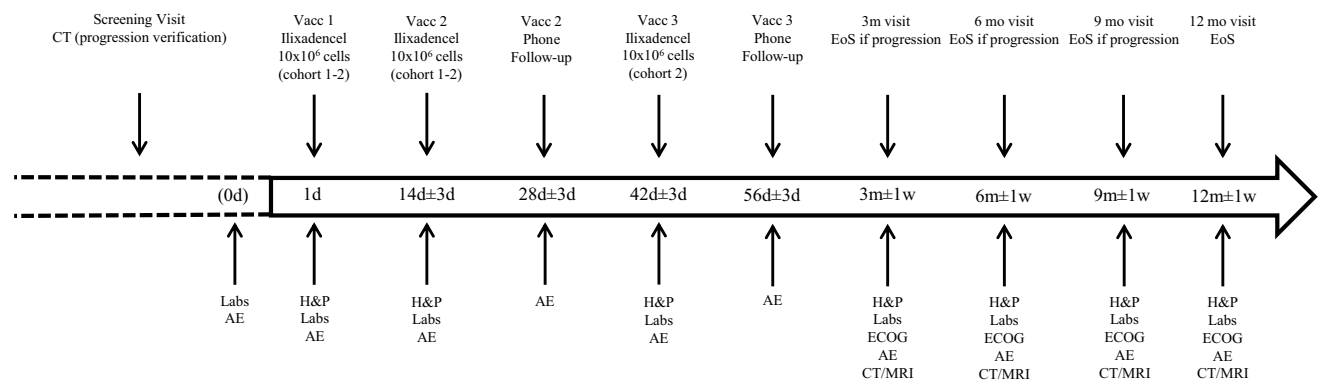 Screening Visit
CT (progression verification)
Vacc 1
Ilixadencel
10x10⁶ cells
(cohort 1-2)
Vacc 2
Ilixadencel
10x10⁶ cells
(cohort 1-2)
Vacc 2
Phone
Follow-up
Vacc 3
Ilixadencel
10x10⁶ cells
(cohort 2)
Vacc 3
Phone
Follow-up
3m visit
EoS if progression
6 mo visit
EoS if progression
9 mo visit
EoS if progression
12 mo visit
EoS
(0d)
1d
14d±3d
28d±3d
42d±3d
56d±3d
3m±1w
6m±1w
9m±1w
12m±1w
Labs
AE
H&P
Labs
AE
H&P
Labs
AE
AE
H&P
Labs
AE
AE
H&P
Labs
ECOG
AE
CT/MRI
H&P
Labs
ECOG
AE
CT/MRI
H&P
Labs
ECOG
AE
CT/MRI
H&P
Labs
ECOG
AE
CT/MRI